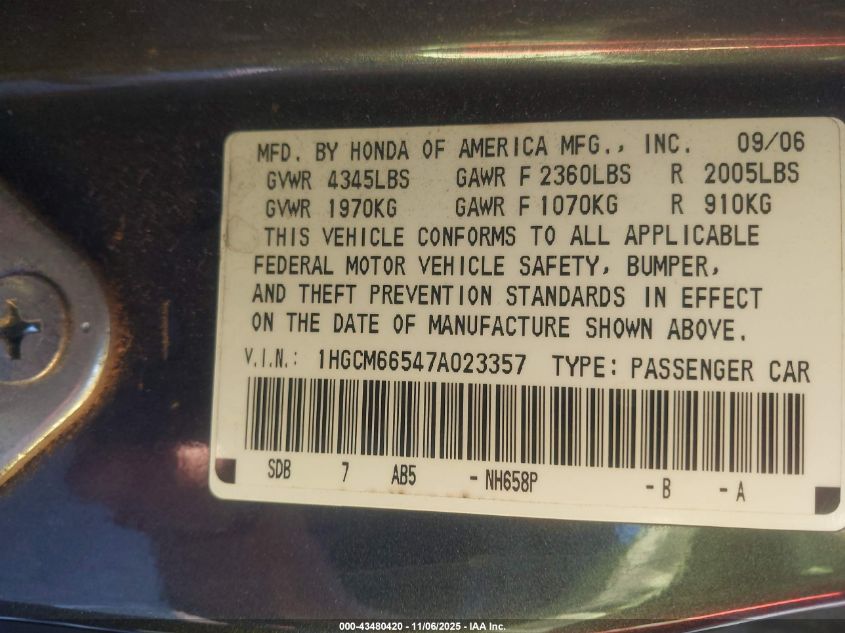 MFD. BY HONDA OF AMERICA MFG., INC. 09/06
GVWR 4345LBS GAWR F 2360LBS R 2005LBS
GVWR 1970KG GAWR F 1070KG R 910KG
THIS VEHICLE CONFORMS TO ALL APPLICABLE
FEDERAL MOTOR VEHICLE SAFETY, BUMPER,
AND THEFT PREVENTION STANDARDS IN EFFECT
ON THE DATE OF MANUFACTURE SHOWN ABOVE.
V.I.N.: 1HGCM66547A023357 TYPE: PASSENGER CAR
SDB 7 AB5 -NH658P -B -A
000-43480420 - 11/06/2025 - IAA Inc.